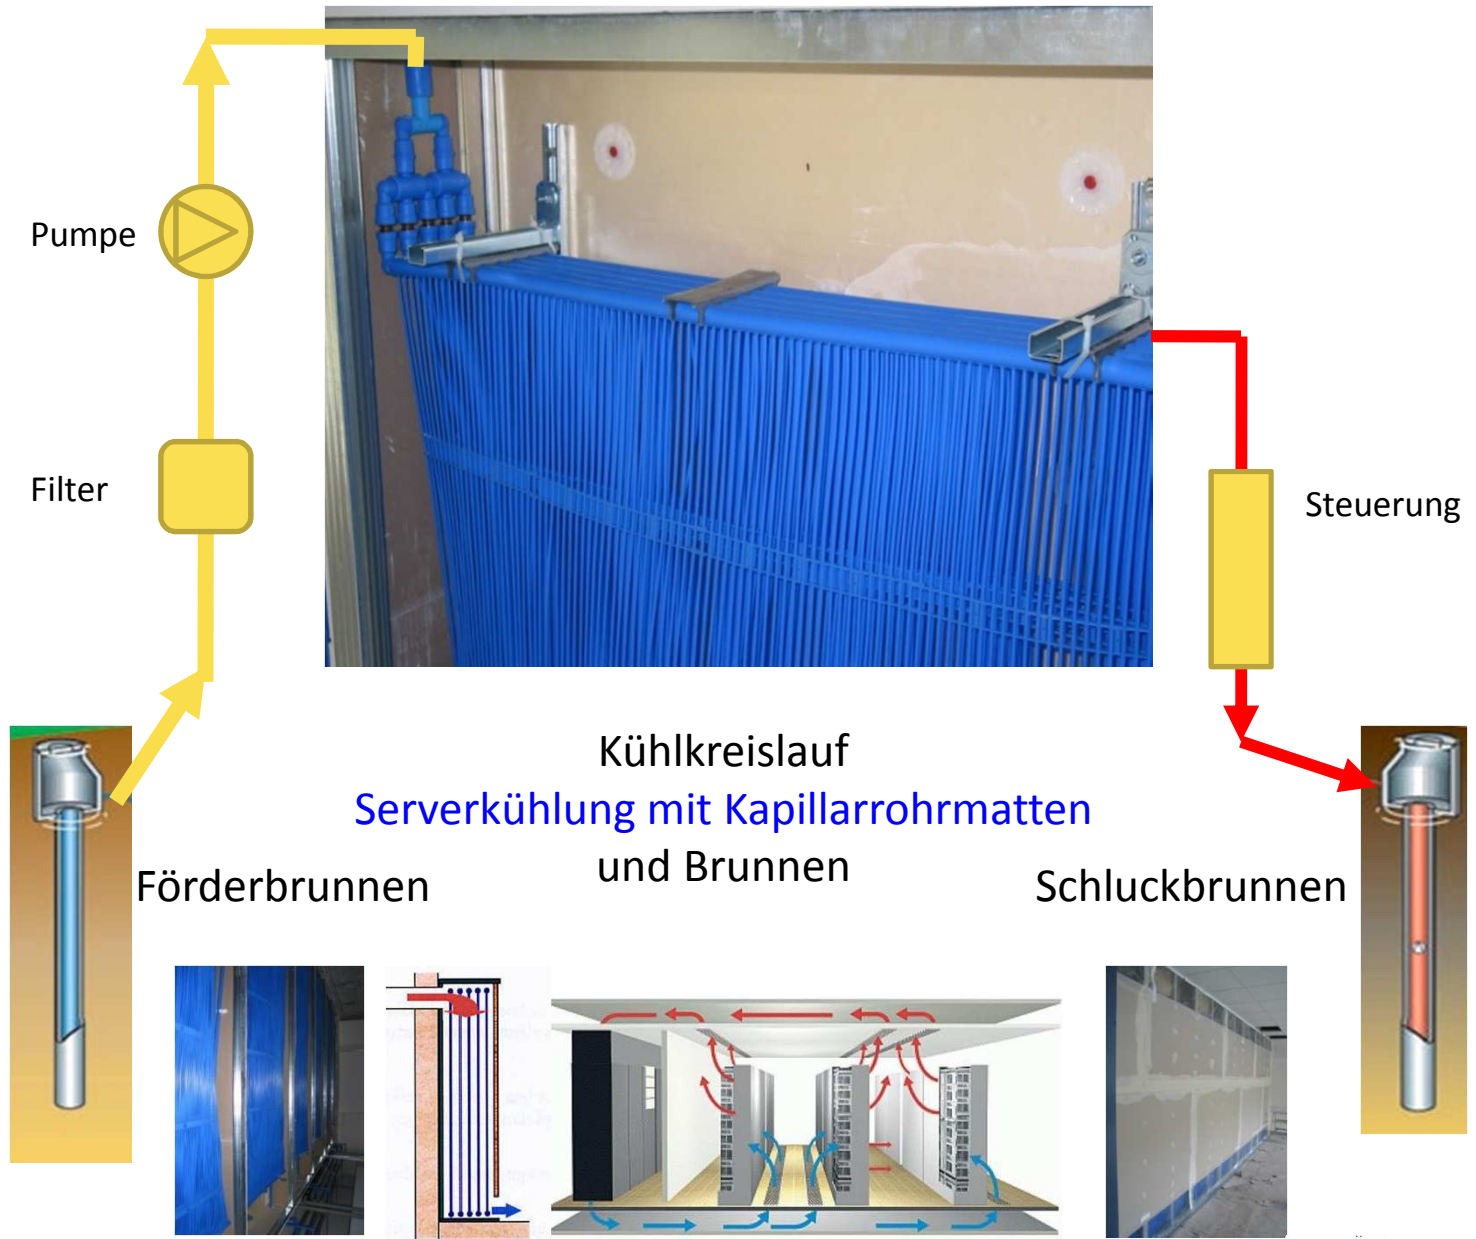 Pumpe
Filter
Steuerung
Kühlkreislauf
Serverkühlung mit Kapillarrohrmatten
und Brunnen
Förderbrunnen
Schluckbrunnen